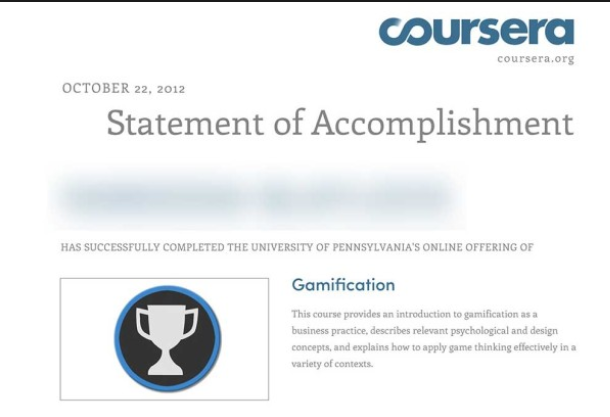 coursera
coursera.org
OCTOBER 22, 2012
Statement of Accomplishment
HAS SUCCESSFULLY COMPLETED THE UNIVERSITY OF PENNSYLVANIA'S ONLINE OFFERING OF
Gamification
This course provides an introduction to gamification as a
business practice, describes relevant psychological and design
concepts, and explains how to apply game thinking effectively in a
variety of contexts.